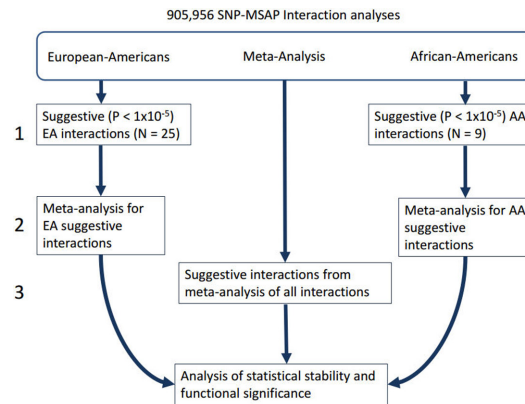 905,956 SNP-MSAP Interaction analyses
European-Americans Meta-Analysis African-Americans
1
Suggestive (P < 1x10⁻⁵)
EA interactions (N = 25)
Suggestive (P < 1x10⁻⁵) AA
interactions (N = 9)
2
Meta-analysis for
EA suggestive
interactions
Meta-analysis for AA
suggestive
interactions
3
Suggestive interactions from
meta-analysis of all interactions
Analysis of statistical stability and
functional significance